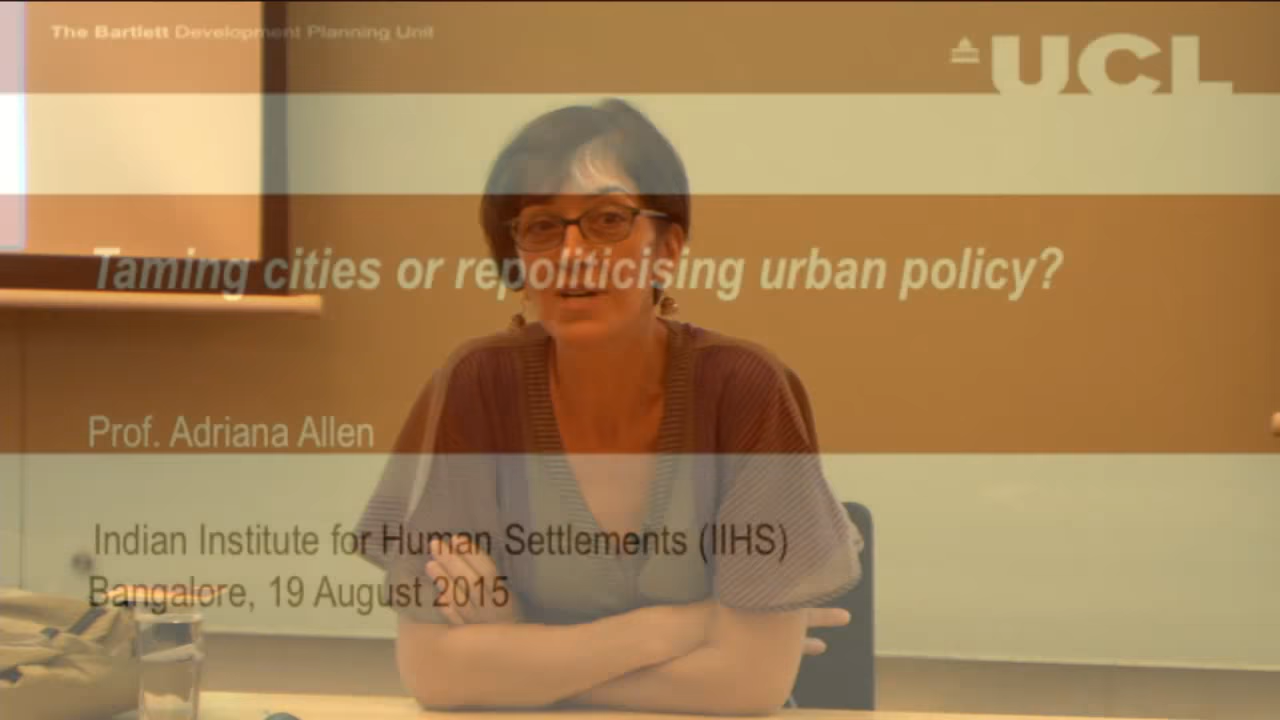 The Bartlett Development Planning Unit
UCL
Taming cities or repoliticising urban policy?
Prof. Adriana Allen
Indian Institute for Human Settlements (IIHS)
Bangalore, 19 August 2015